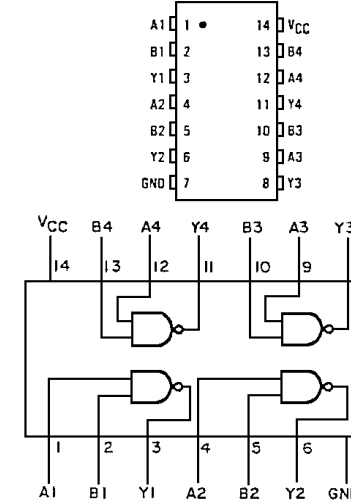 A1 1 14 VCC
B1 2 13 B4
Y1 3 12 A4
A2 4 11 Y4
B2 5 10 B3
Y2 6 9 A3
GND 7 8 Y3
VCC B4 A4 Y4 B3 A3 Y3
14 13 12 11 10 9
1 2 3 4 5 6
A1 B1 Y1 A2 B2 Y2 GN